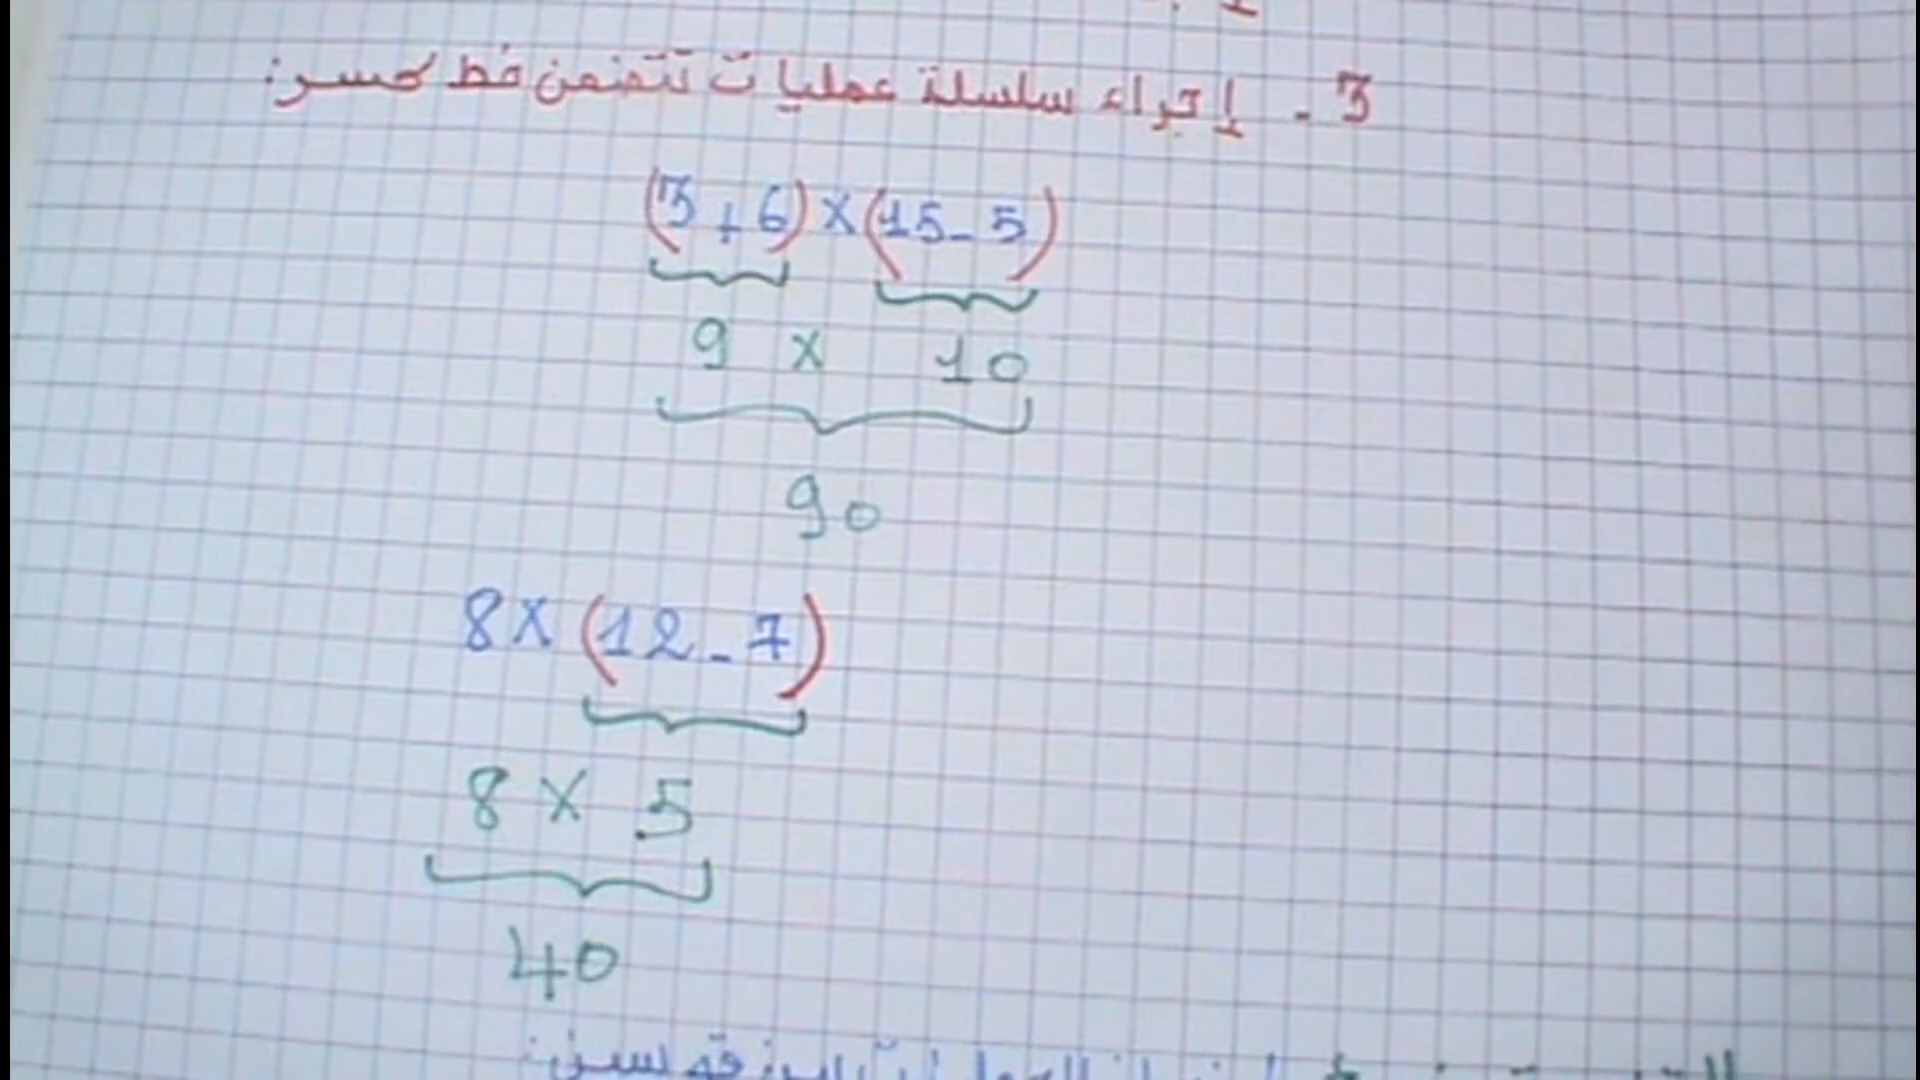 3 - إجراء سلسلة عمليات تتضمن خط كسر:
(3+6)×(15-5)
9 × 10
90
8×(12-7)
8 × 5
40